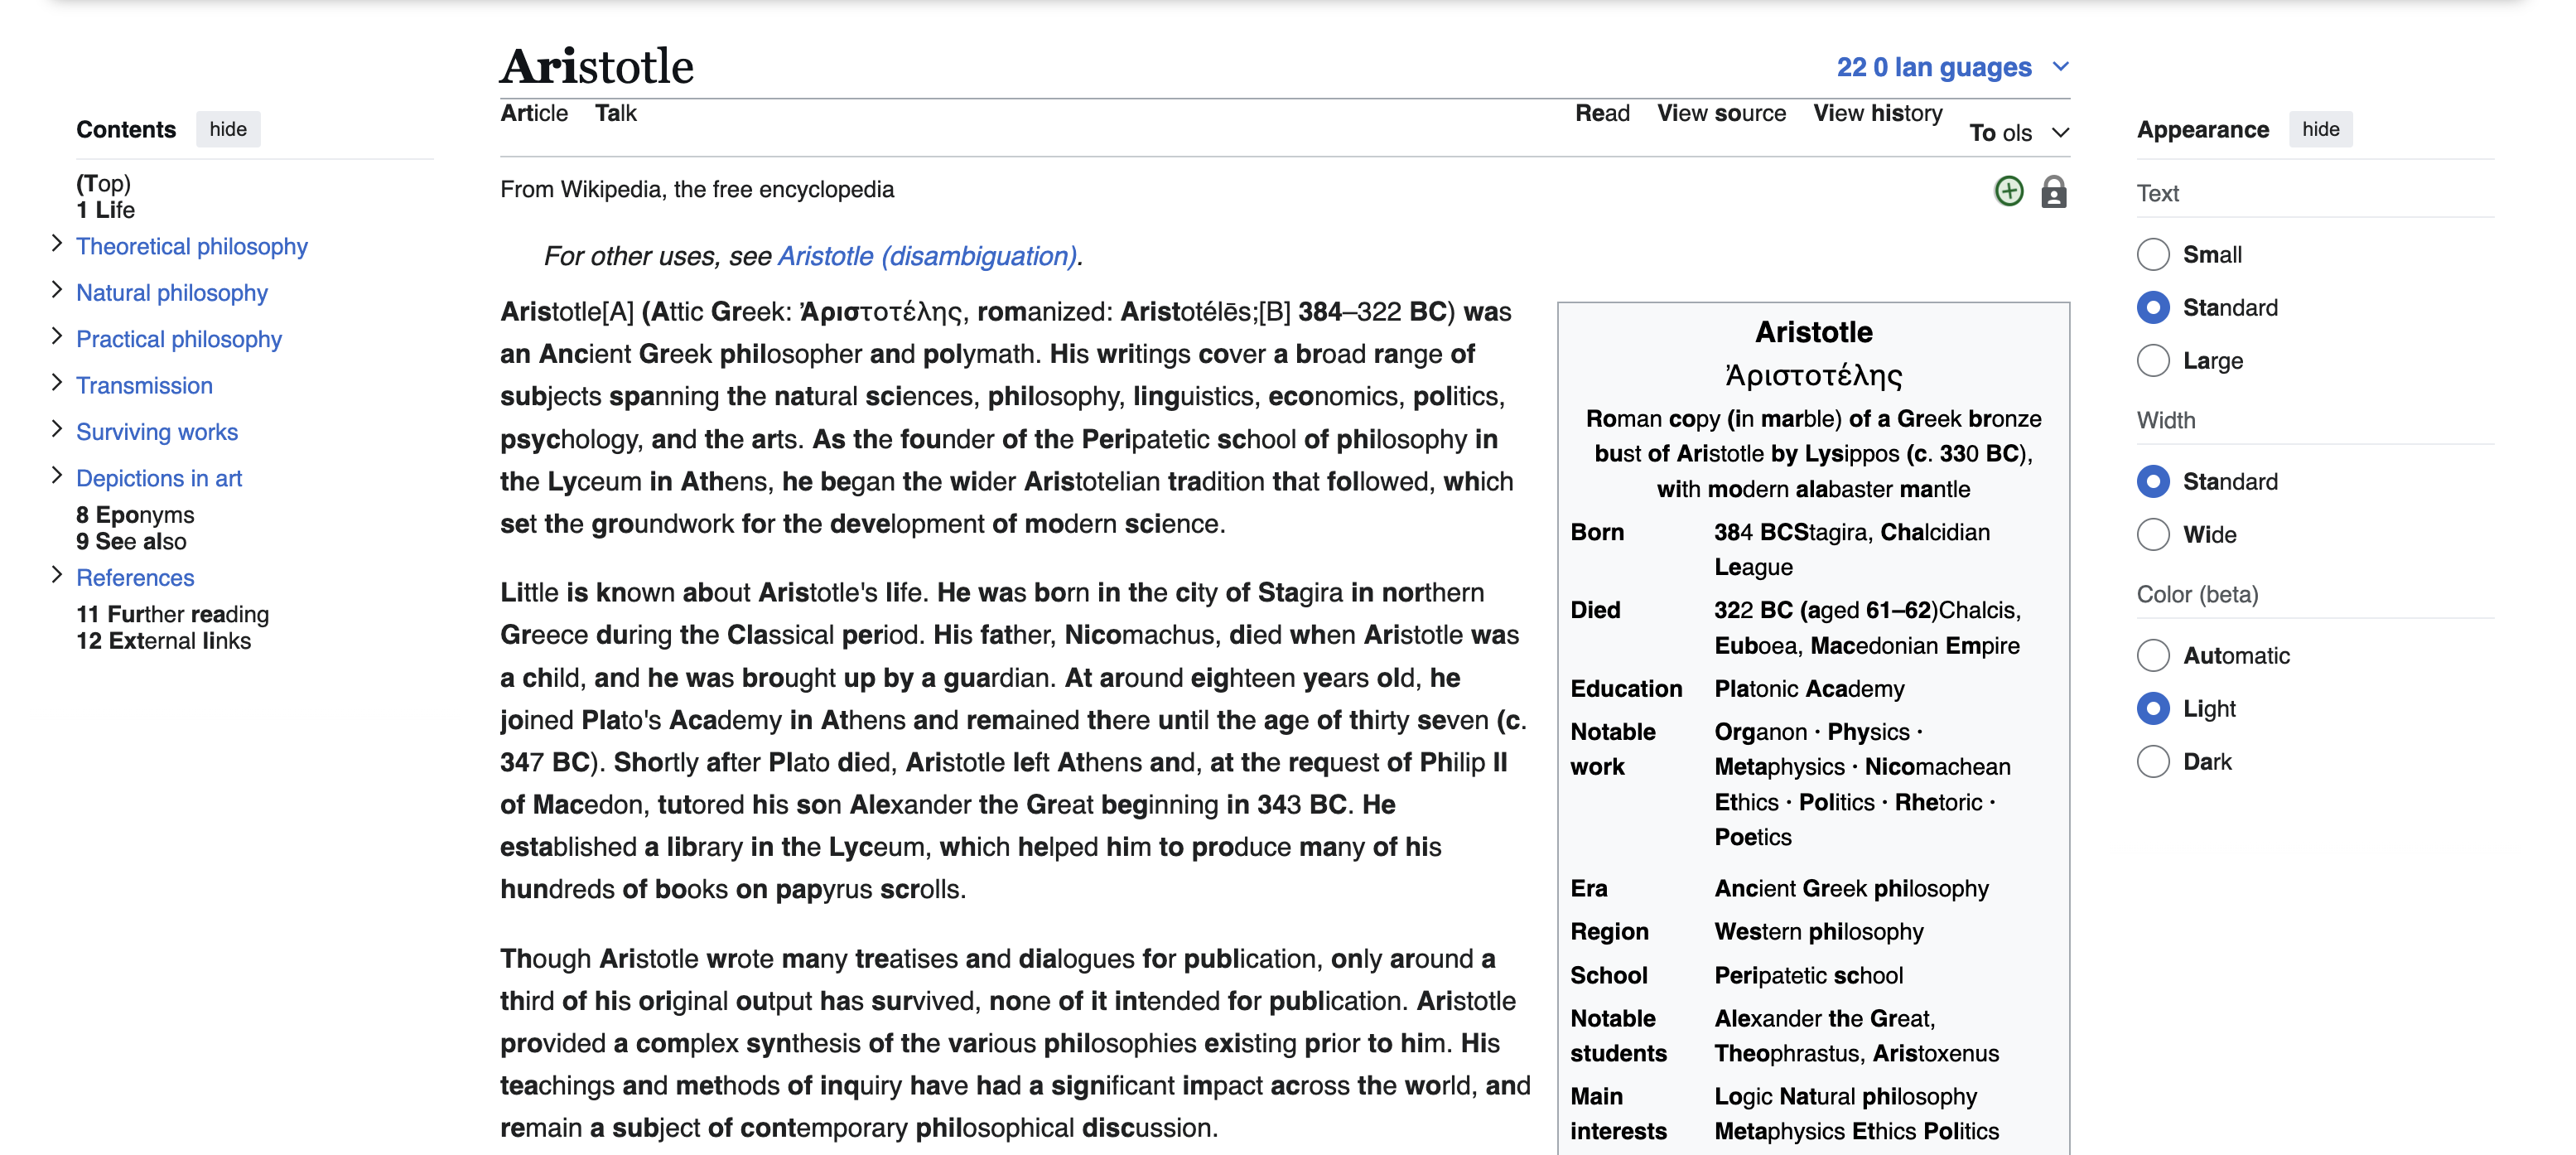 Aristotle
22 0 lan guages
Article Talk
Read View source View history
To ols
From Wikipedia, the free encyclopedia
For other uses, see Aristotle (disambiguation).
Contents hide
(Top)
1 Life
Theoretical philosophy
Natural philosophy
Practical philosophy
Transmission
Surviving works
Depictions in art
8 Eponyms
9 See also
References
11 Further reading
12 External links
Aristotle[A] (Attic Greek: Ἀριστοτέλης, romanized: Aristotélēs;[B] 384–322 BC) was
an Ancient Greek philosopher and polymath. His writings cover a broad range of
subjects spanning the natural sciences, philosophy, linguistics, economics, politics,
psychology, and the arts. As the founder of the Peripatetic school of philosophy in
the Lyceum in Athens, he began the wider Aristotelian tradition that followed, which
set the groundwork for the development of modern science.
Little is known about Aristotle's life. He was born in the city of Stagira in northern
Greece during the Classical period. His father, Nicomachus, died when Aristotle was
a child, and he was brought up by a guardian. At around eighteen years old, he
joined Plato's Academy in Athens and remained there until the age of thirty seven (c.
347 BC). Shortly after Plato died, Aristotle left Athens and, at the request of Philip II
of Macedon, tutored his son Alexander the Great beginning in 343 BC. He
established a library in the Lyceum, which helped him to produce many of his
hundreds of books on papyrus scrolls.
Though Aristotle wrote many treatises and dialogues for publication, only around a
third of his original output has survived, none of it intended for publication. Aristotle
provided a complex synthesis of the various philosophies existing prior to him. His
teachings and methods of inquiry have had a significant impact across the world, and
remain a subject of contemporary philosophical discussion.
Aristotle
Ἀριστοτέλης
Roman copy (in marble) of a Greek bronze
bust of Aristotle by Lysippos (c. 330 BC),
with modern alabaster mantle
Born 384 BCStagira, Chalcidian
League
Died 322 BC (aged 61–62)Chalcis,
Euboea, Macedonian Empire
Education Platonic Academy
Notable Organon · Physics ·
work Metaphysics · Nicomachean
Ethics · Politics · Rhetoric ·
Poetics
Era Ancient Greek philosophy
Region Western philosophy
School Peripatetic school
Notable Alexander the Great,
students Theophrastus, Aristoxenus
Main Logic Natural philosophy
interests Metaphysics Ethics Politics
Appearance hide
Text
Small
Standard
Large
Width
Standard
Wide
Color (beta)
Automatic
Light
Dark